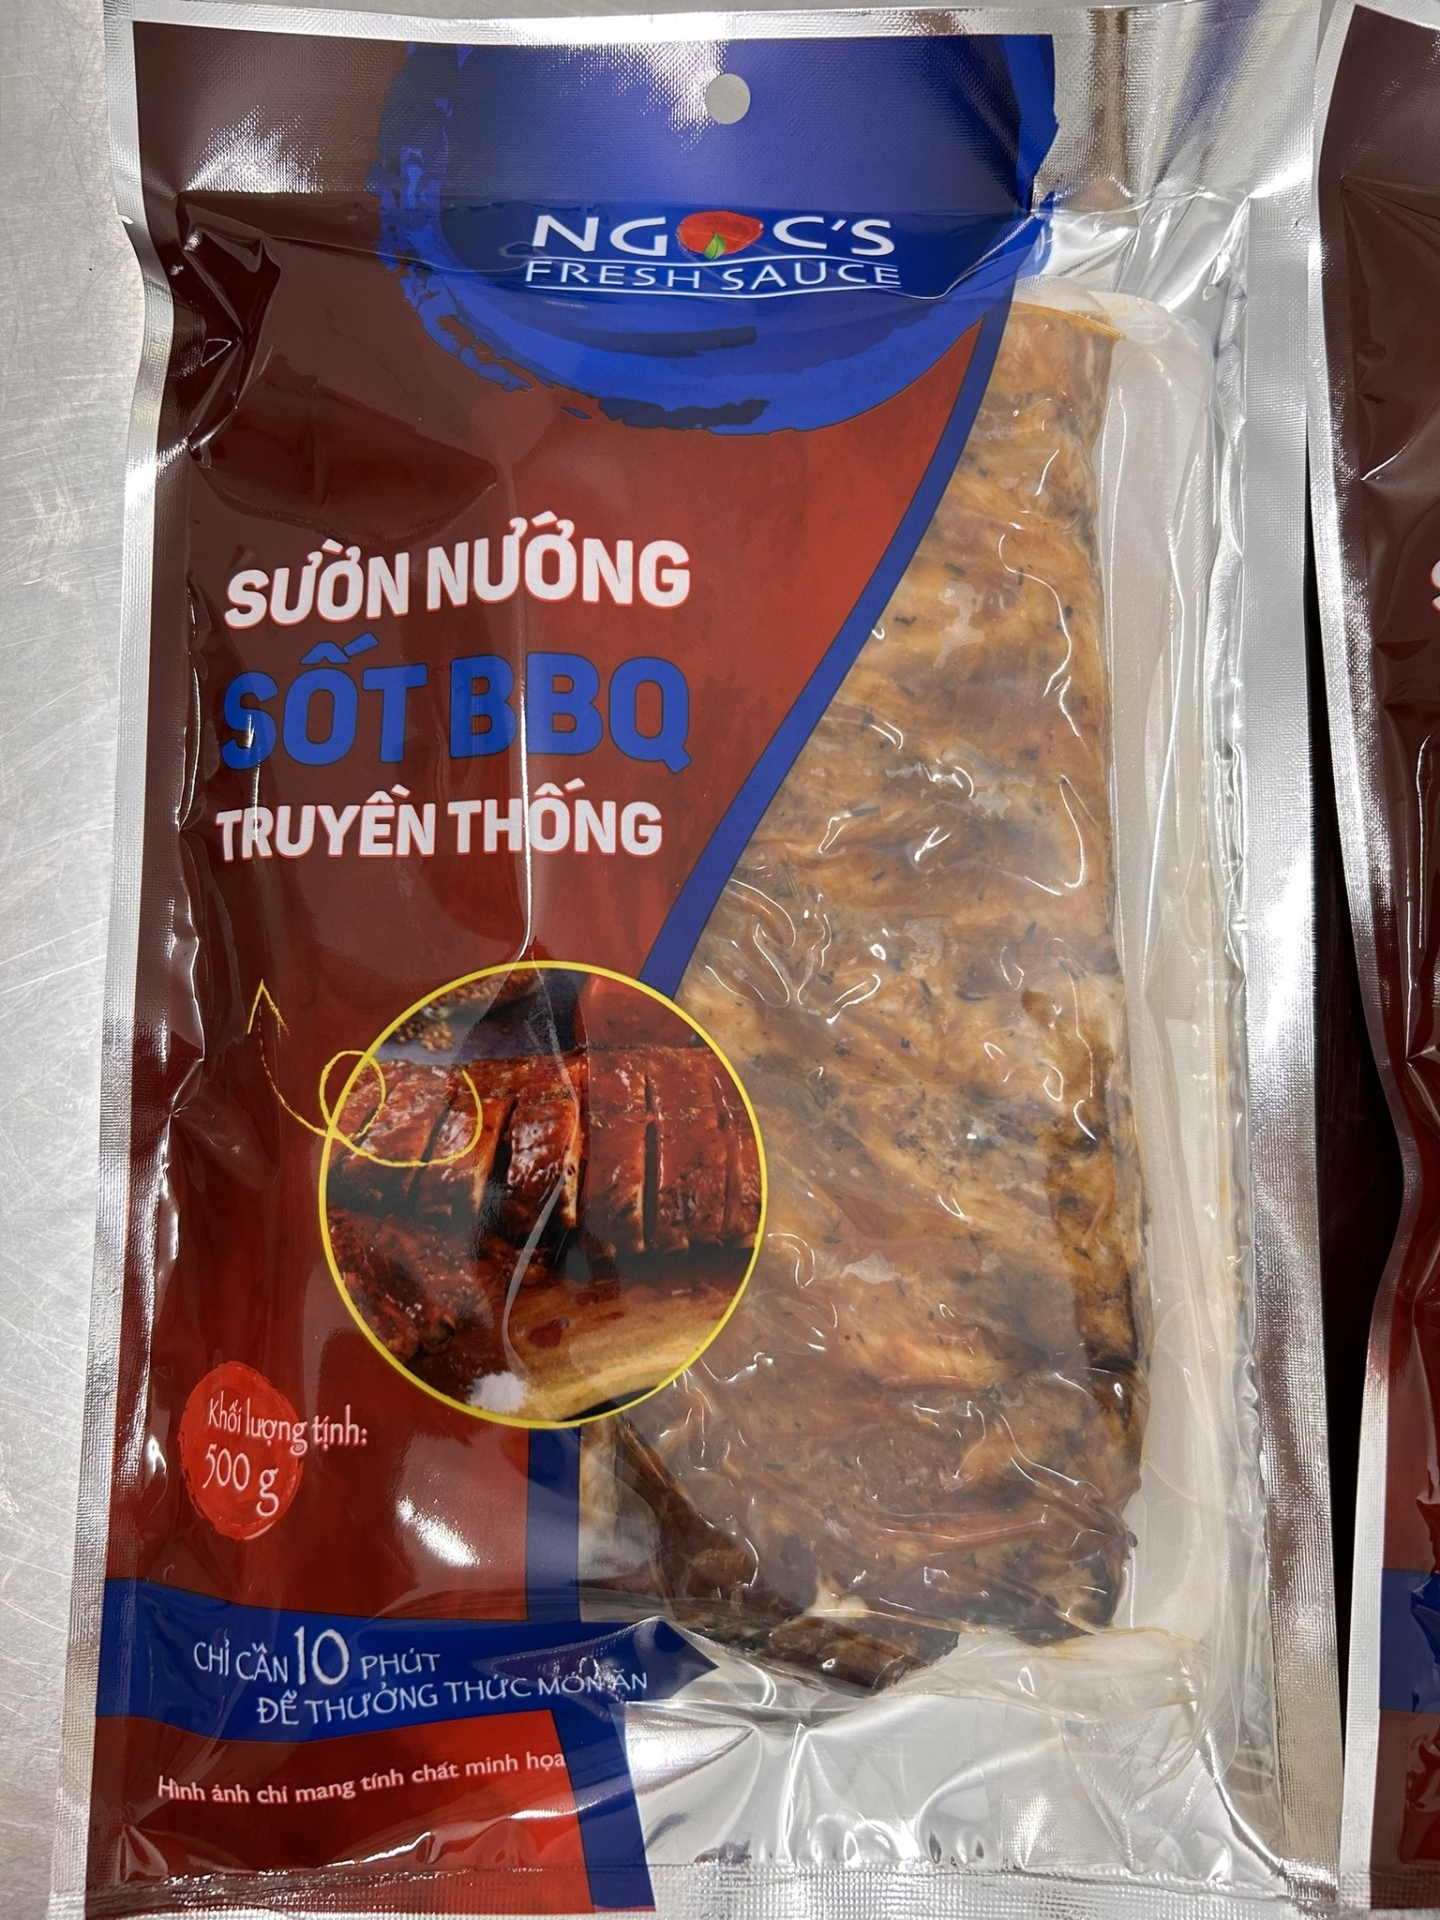 NGỌC'S
FRESH SAUCE
SƯỜN NƯỚNG
SỐT BBQ
TRUYỀN THỐNG
Khối lượng tịnh:
500 g
CHỈ CẦN 10 PHÚT
ĐỂ THƯỞNG THỨC MÓN ĂN
Hình ảnh chỉ mang tính chất minh họa